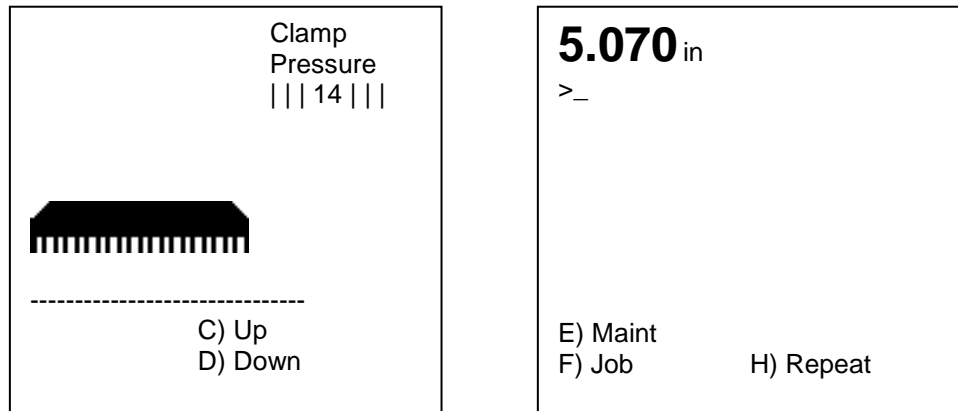 Clamp
Pressure
| | | 14 | | |
-------------------------------
C) Up
D) Down
5.070 in
>_
E) Maint
F) Job H) Repeat